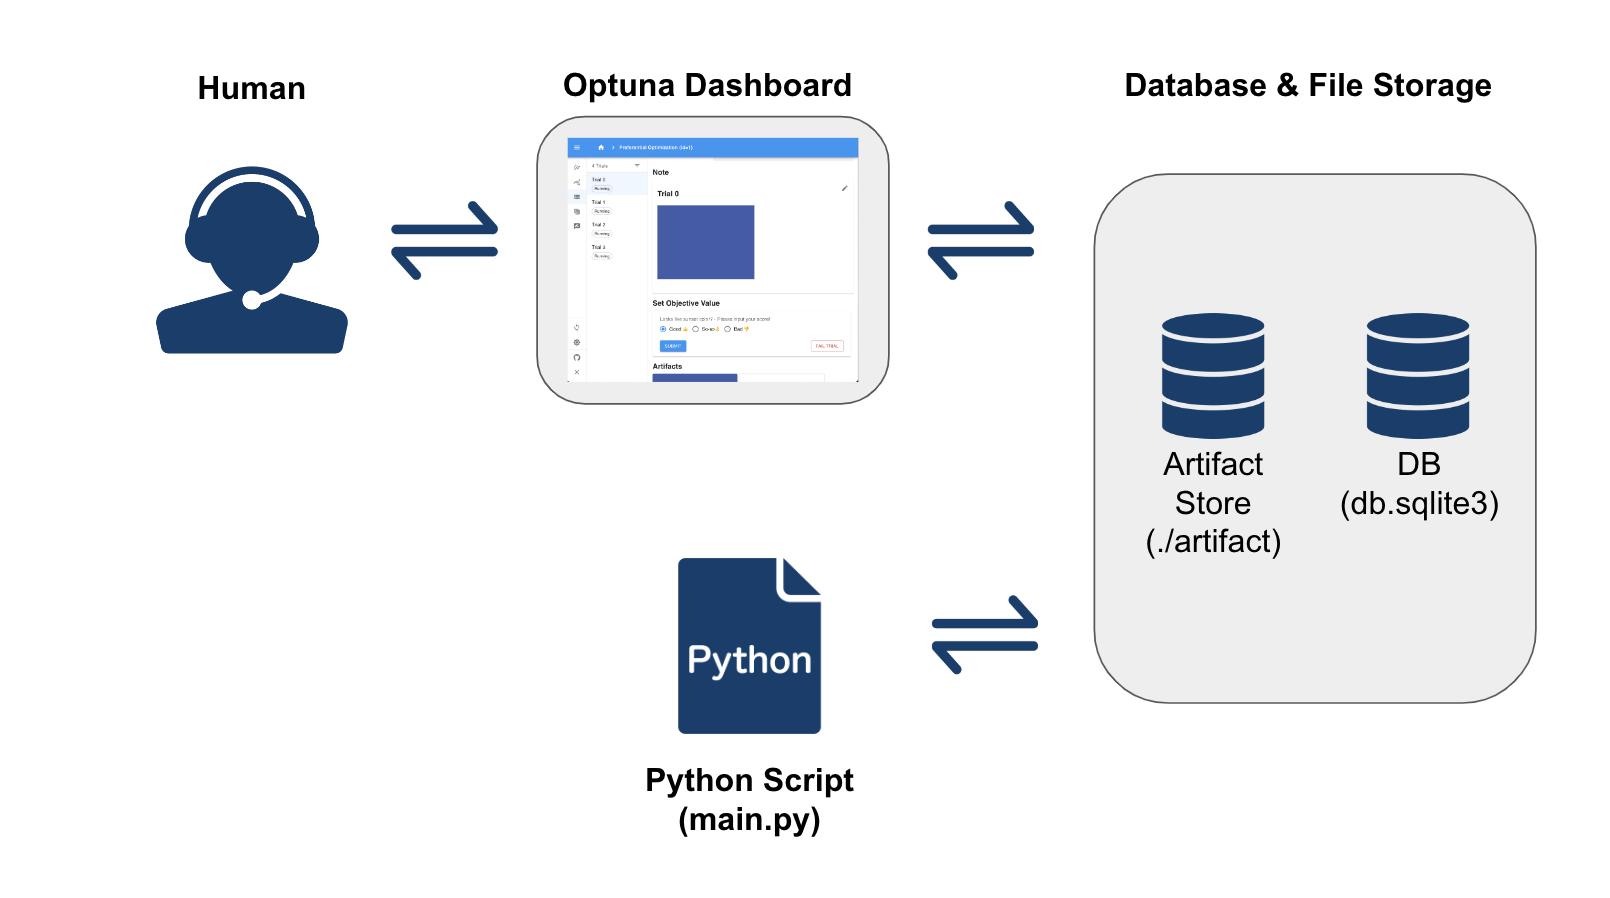 Human
Optuna Dashboard
Database & File Storage
Preferential Optimization (id=1)
4 Trials
Trial 0
Running
Trial 1
Running
Trial 2
Running
Trial 3
Running
Note
Trial 0
Set Objective Value
Looks like sunset color? - Please input your score!
Good
So-so
Bad
SUBMIT
FAIL TRIAL
Artifacts
Artifact
Store
(./artifact)
DB
(db.sqlite3)
Python
Python Script
(main.py)